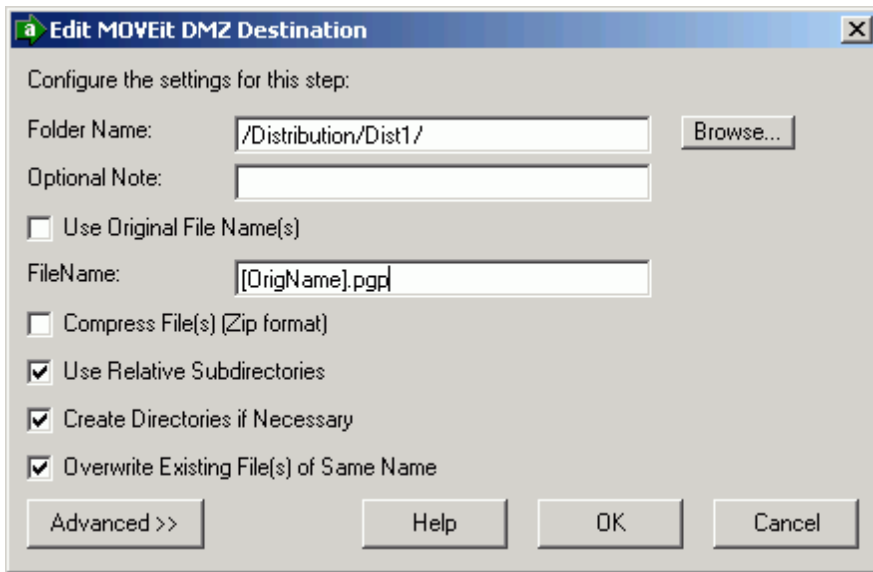 a Edit MOVEit DMZ Destination
Configure the settings for this step:
Folder Name: /Distribution/Dist1/ Browse...
Optional Note:
Use Original File Name(s)
FileName: [OrigName].pgp
Compress File(s) (Zip format)
Use Relative Subdirectories
Create Directories if Necessary
Overwrite Existing File(s) of Same Name
Advanced >> Help OK Cancel